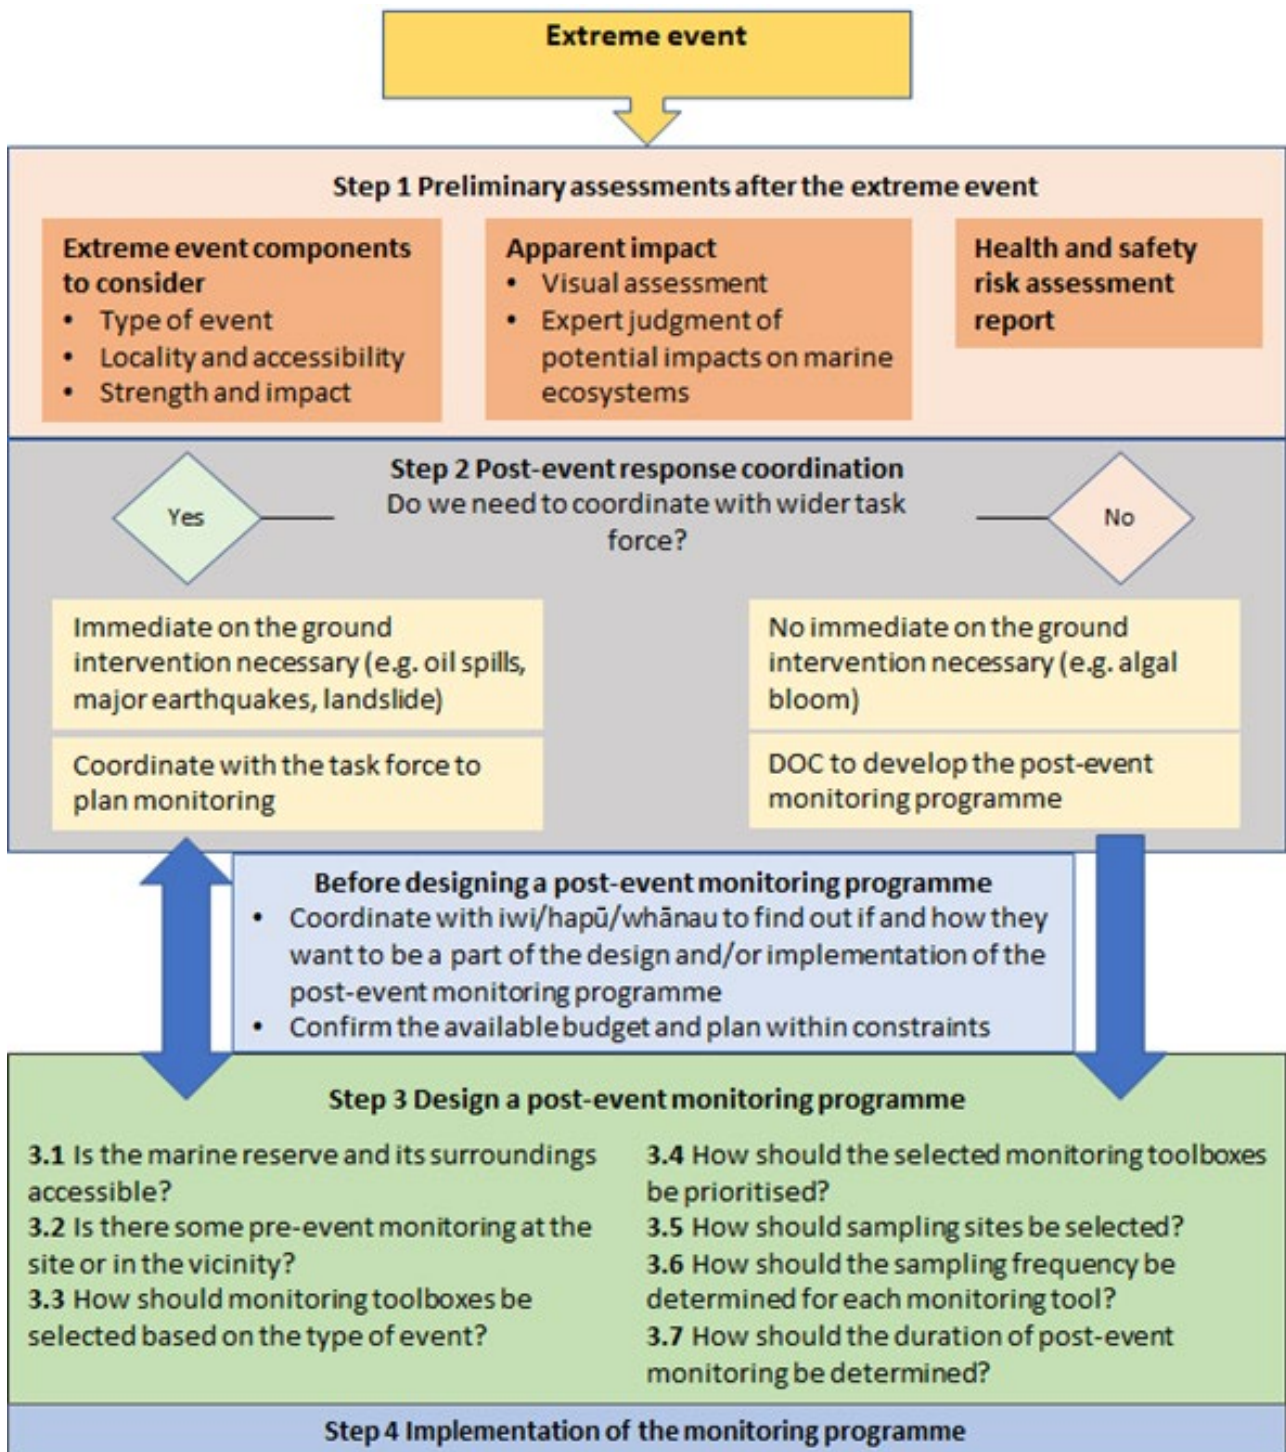 Extreme event
Step 1 Preliminary assessments after the extreme event
Extreme event components
to consider
• Type of event
• Locality and accessibility
• Strength and impact
Apparent impact
• Visual assessment
• Expert judgment of
potential impacts on marine
ecosystems
Health and safety
risk assessment
report
Step 2 Post-event response coordination
Do we need to coordinate with wider task
force?
Yes
No
Immediate on the ground
intervention necessary (e.g. oil spills,
major earthquakes, landslide)
Coordinate with the task force to
plan monitoring
No immediate on the ground
intervention necessary (e.g. algal
bloom)
DOC to develop the post-event
monitoring programme
Before designing a post-event monitoring programme
• Coordinate with iwi/hapū/whānau to find out if and how they
want to be a part of the design and/or implementation of the
post-event monitoring programme
• Confirm the available budget and plan within constraints
Step 3 Design a post-event monitoring programme
3.1 Is the marine reserve and its surroundings
accessible?
3.2 Is there some pre-event monitoring at the
site or in the vicinity?
3.3 How should monitoring toolboxes be
selected based on the type of event?
3.4 How should the selected monitoring toolboxes
be prioritised?
3.5 How should sampling sites be selected?
3.6 How should the sampling frequency be
determined for each monitoring tool?
3.7 How should the duration of post-event
monitoring be determined?
Step 4 Implementation of the monitoring programme